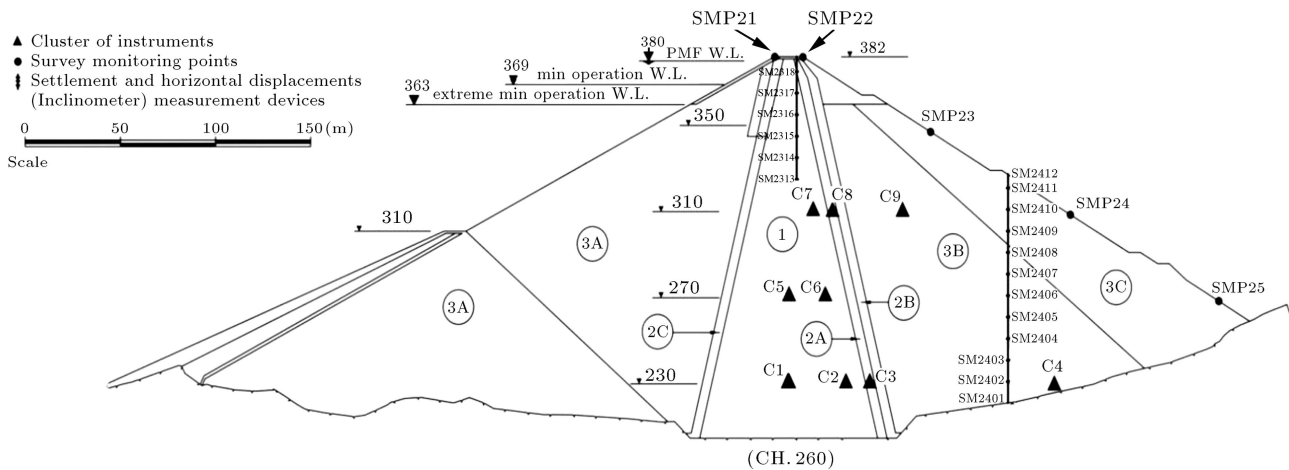 SMP21 SMP22
Cluster of instruments
Survey monitoring points
Settlement and horizontal displacements
(Inclinometer) measurement devices
0 50 100 150 (m)
Scale
380 PMF W.L.
382
369 min operation W.L.
363 extreme min operation W.L.
350
SM2318
SM2317
SM2316
SM2315
SM2314
SM2313
SMP23
SM2412
SM2411
SM2410
SM2409
SM2408
SM2407
SM2406
SM2405
SM2404
SM2403
SM2402
SM2401
SMP24
SMP25
C7 C8 C9
310
310
1
3A
3B
3A
3C
C5 C6
270
2B
2C
2A
C1 C2 C3
C4
230
(CH. 260)